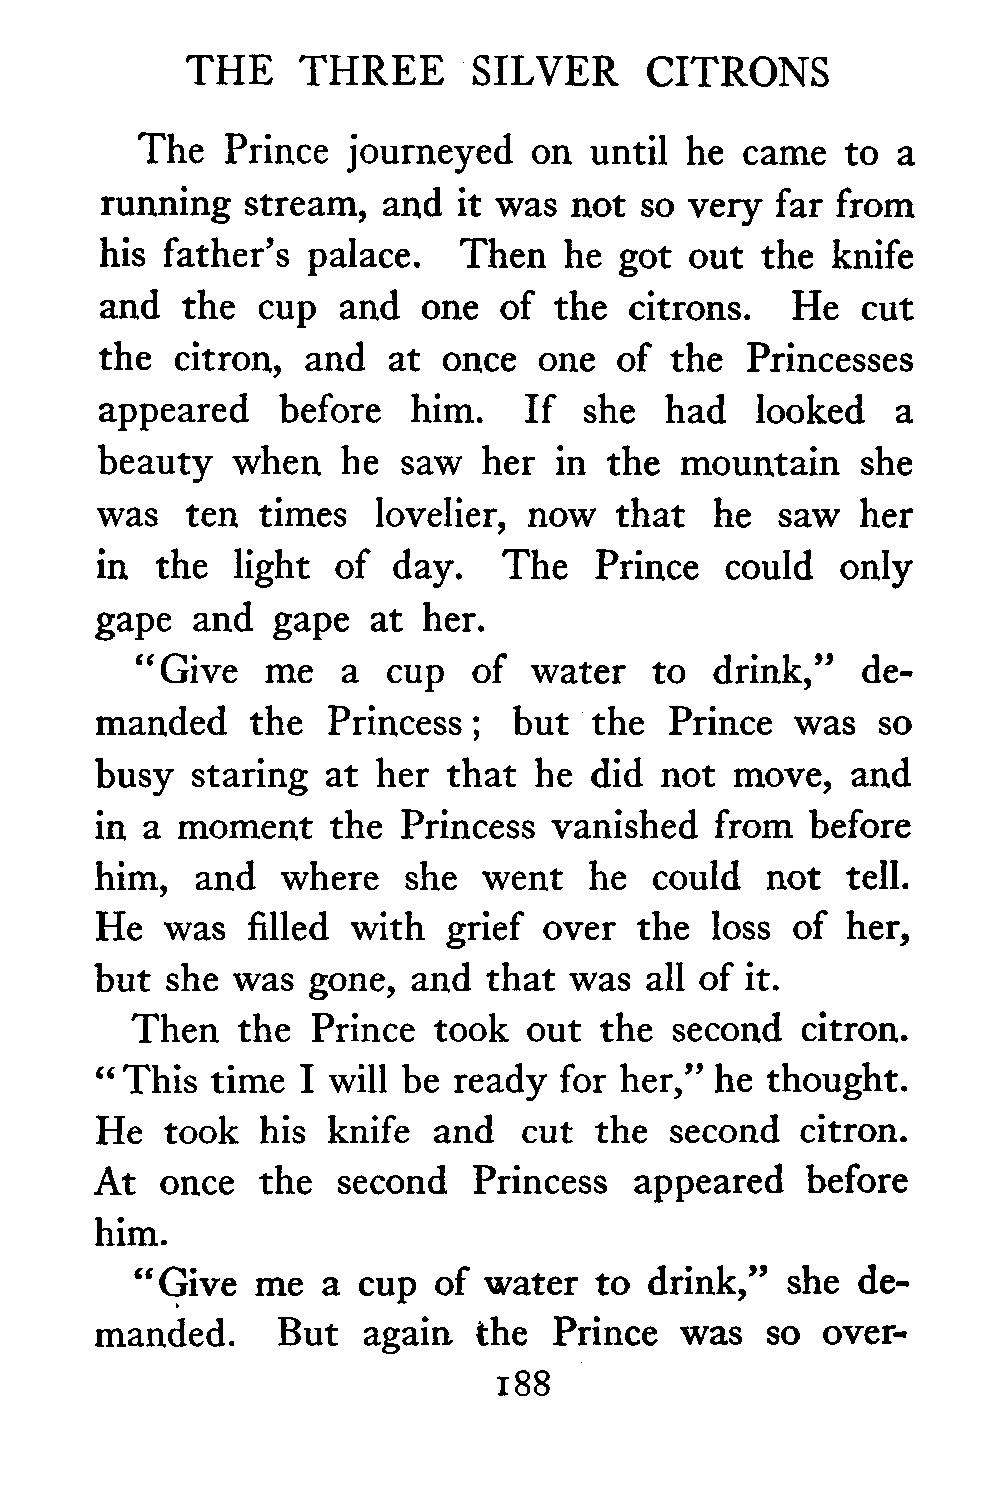 THE THREE SILVER CITRONS
The Prince journeyed on until he came to a
running stream, and it was not so very far from
his father's palace. Then he got out the knife
and the cup and one of the citrons. He cut
the citron, and at once one of the Princesses
appeared before him. If she had looked a
beauty when he saw her in the mountain she
was ten times lovelier, now that he saw her
in the light of day. The Prince could only
gape and gape at her.
“Give me a cup of water to drink,” de-
manded the Princess; but the Prince was so
busy staring at her that he did not move, and
in a moment the Princess vanished from before
him, and where she went he could not tell.
He was filled with grief over the loss of her,
but she was gone, and that was all of it.
Then the Prince took out the second citron.
“This time I will be ready for her,” he thought.
He took his knife and cut the second citron.
At once the second Princess appeared before
him.
“Give me a cup of water to drink,” she de-
manded. But again the Prince was so over-
188